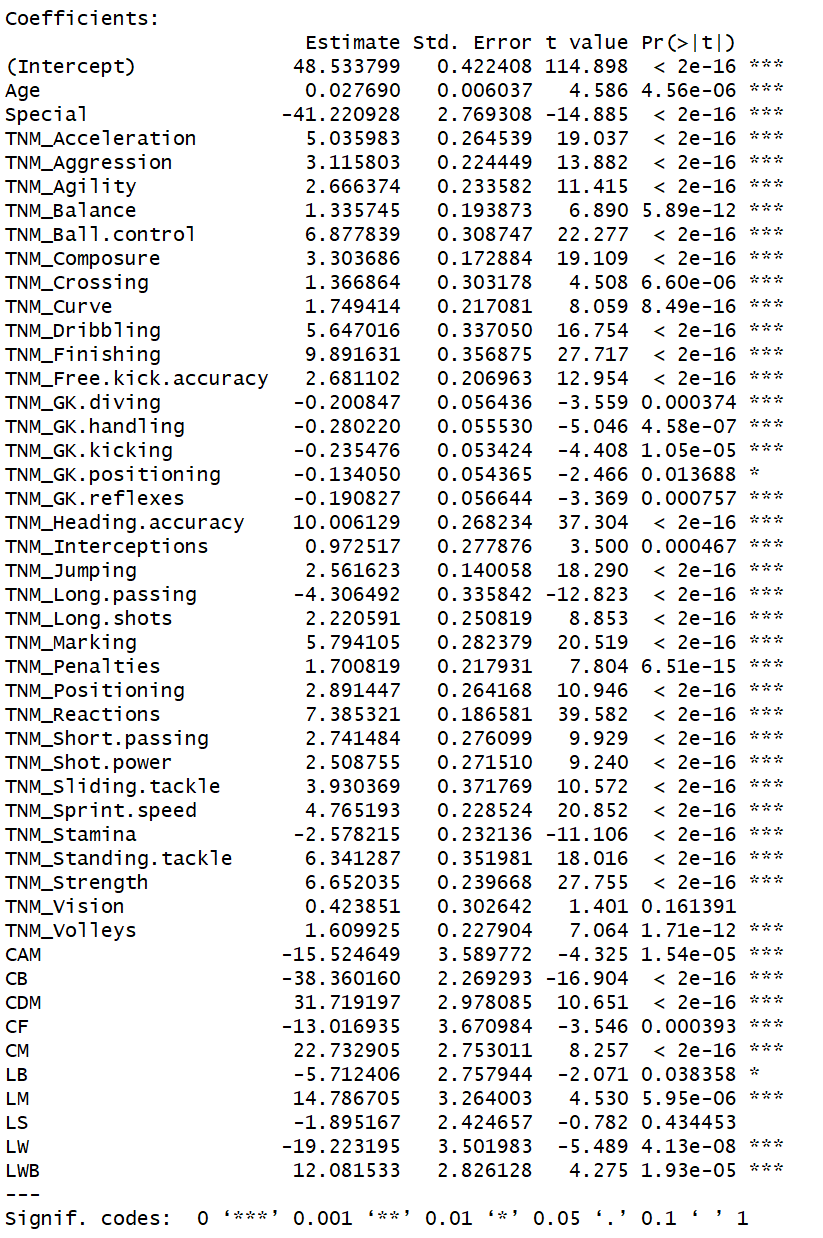 Coefficients:
                         Estimate Std. Error t value Pr(>|t|)
(Intercept)             48.533799   0.422408 114.898  < 2e-16 ***
Age                      0.027690   0.006037   4.586 4.56e-06 ***
Special                -41.220928   2.769308 -14.885  < 2e-16 ***
TNM_Acceleration         5.035983   0.264539  19.037  < 2e-16 ***
TNM_Aggression           3.115803   0.224449  13.882  < 2e-16 ***
TNM_Agility              2.666374   0.233582  11.415  < 2e-16 ***
TNM_Balance              1.335745   0.193873   6.890 5.89e-12 ***
TNM_Ball.control         6.877839   0.308747  22.277  < 2e-16 ***
TNM_Composure            3.303686   0.172884  19.109  < 2e-16 ***
TNM_Crossing             1.366864   0.303178   4.508 6.60e-06 ***
TNM_Curve                1.749414   0.217081   8.059 8.49e-16 ***
TNM_Dribbling            5.647016   0.337050  16.754  < 2e-16 ***
TNM_Finishing            9.891631   0.356875  27.717  < 2e-16 ***
TNM_Free.kick.accuracy   2.681102   0.206963  12.954  < 2e-16 ***
TNM_GK.diving           -0.200847   0.056436  -3.559 0.000374 ***
TNM_GK.handling         -0.280220   0.055530  -5.046 4.58e-07 ***
TNM_GK.kicking          -0.235476   0.053424  -4.408 1.05e-05 ***
TNM_GK.positioning      -0.134050   0.054365  -2.466 0.013688 *
TNM_GK.reflexes         -0.190827   0.056644  -3.369 0.000757 ***
TNM_Heading.accuracy    10.006129   0.268234  37.304  < 2e-16 ***
TNM_Interceptions        0.972517   0.277876   3.500 0.000467 ***
TNM_Jumping              2.561623   0.140058  18.290  < 2e-16 ***
TNM_Long.passing        -4.306492   0.335842 -12.823  < 2e-16 ***
TNM_Long.shots           2.220591   0.250819   8.853  < 2e-16 ***
TNM_Marking              5.794105   0.282379  20.519  < 2e-16 ***
TNM_Penalties            1.700819   0.217931   7.804 6.51e-15 ***
TNM_Positioning          2.891447   0.264168  10.946  < 2e-16 ***
TNM_Reactions            7.385321   0.186581  39.582  < 2e-16 ***
TNM_Short.passing        2.741484   0.276099   9.929  < 2e-16 ***
TNM_Shot.power           2.508755   0.271510   9.240  < 2e-16 ***
TNM_Sliding.tackle       3.930369   0.371769  10.572  < 2e-16 ***
TNM_Sprint.speed         4.765193   0.228524  20.852  < 2e-16 ***
TNM_Stamina             -2.578215   0.232136 -11.106  < 2e-16 ***
TNM_Standing.tackle      6.341287   0.351981  18.016  < 2e-16 ***
TNM_Strength             6.652035   0.239668  27.755  < 2e-16 ***
TNM_Vision               0.423851   0.302642   1.401 0.161391
TNM_Volleys              1.609925   0.227904   7.064 1.71e-12 ***
CAM                    -15.524649   3.589772  -4.325 1.54e-05 ***
CB                     -38.360160   2.269293 -16.904  < 2e-16 ***
CDM                     31.719197   2.978085  10.651  < 2e-16 ***
CF                     -13.016935   3.670984  -3.546 0.000393 ***
CM                      22.732905   2.753011   8.257  < 2e-16 ***
LB                      -5.712406   2.757944  -2.071 0.038358 *
LM                      14.786705   3.264003   4.530 5.95e-06 ***
LS                      -1.895167   2.424657  -0.782 0.434453
LW                     -19.223195   3.501983  -5.489 4.13e-08 ***
LWB                     12.081533   2.826128   4.275 1.93e-05 ***
---
Signif. codes:  0 ‘***’ 0.001 ‘**’ 0.01 ‘*’ 0.05 ‘.’ 0.1 ‘ ’ 1